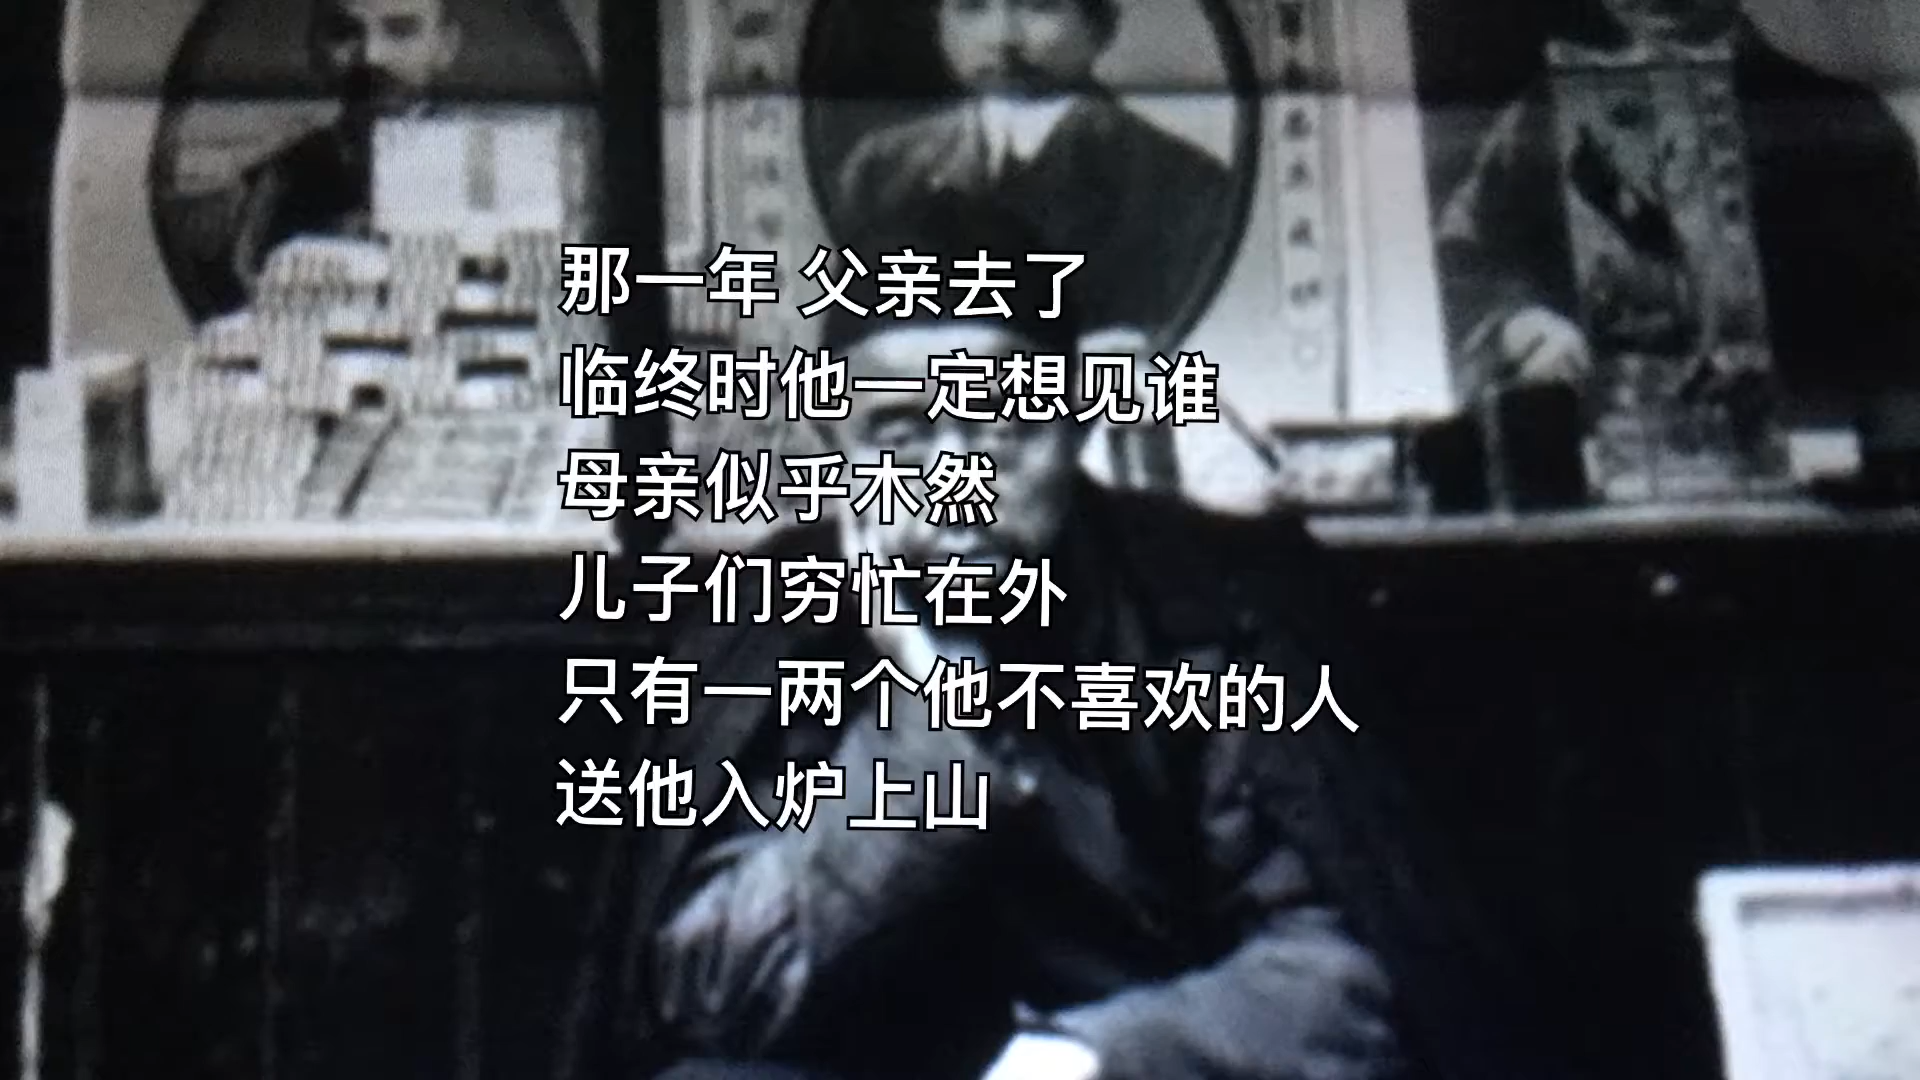 那一年 父亲去了
临终时他一定想见谁
母亲似乎木然
儿子们穷忙在外
只有一两个他不喜欢的人
送他入炉上山